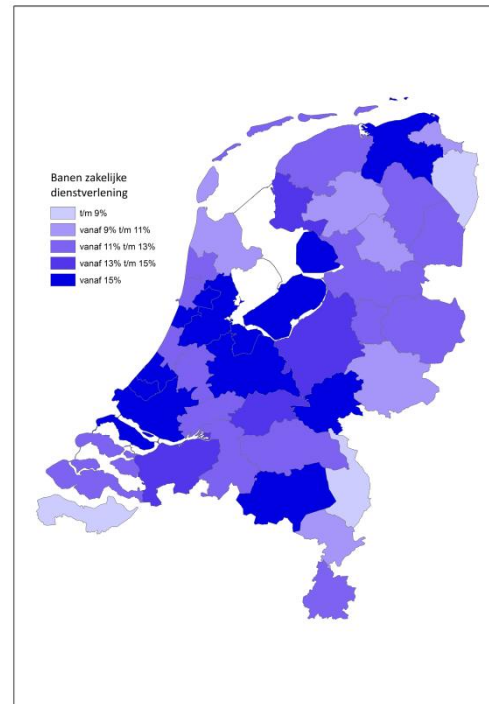 Banen zakelijke
dienstverlening
t/m 9%
vanaf 9% t/m 11%
vanaf 11% t/m 13%
vanaf 13% t/m 15%
vanaf 15%